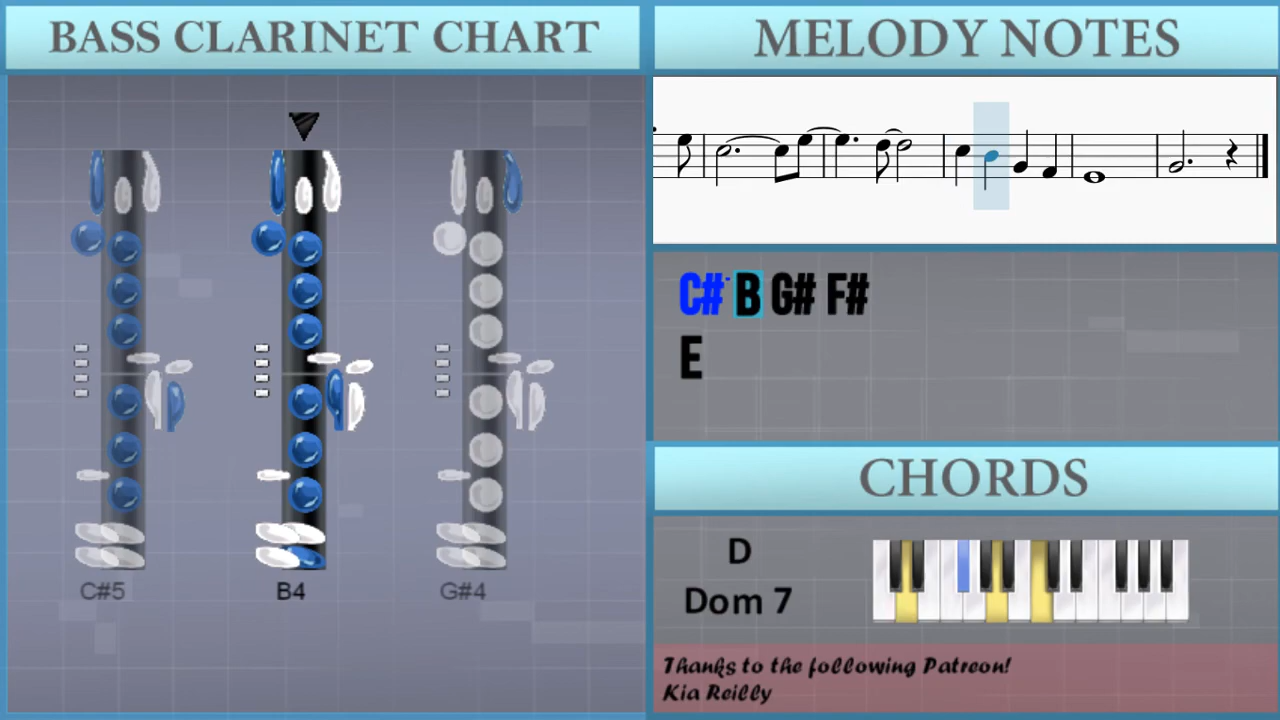 BASS CLARINET CHART
C#5 B4 G#4
MELODY NOTES
C# B G# F#
E
CHORDS
D
Dom 7
Thanks to the following Patreon!
Kia Reilly